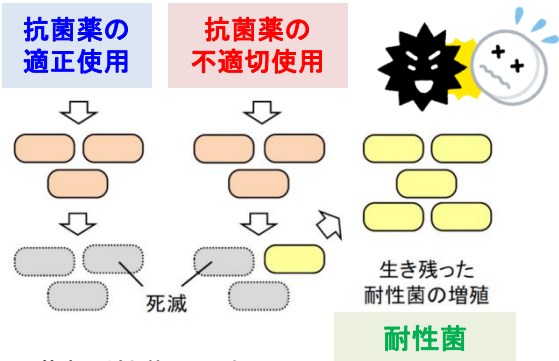 抗菌薬の
適正使用
抗菌薬の
不適切使用
死滅
生き残った
耐性菌の増殖
耐性菌